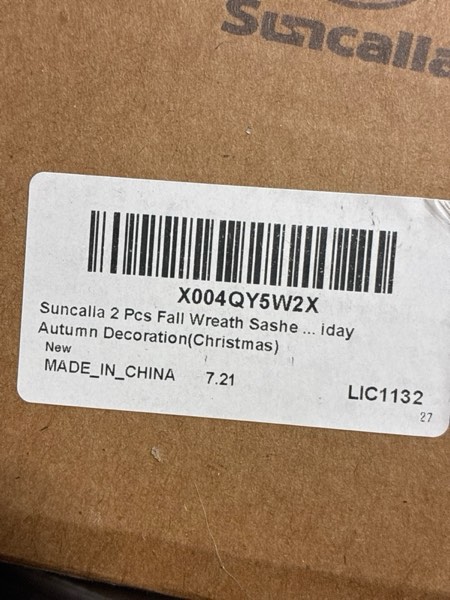 Suncalla
X004QY5W2X
Suncalla 2 Pcs Fall Wreath Sashe ... iday
Autumn Decoration(Christmas)
New
MADE_IN_CHINA 7.21
LIC1132
27